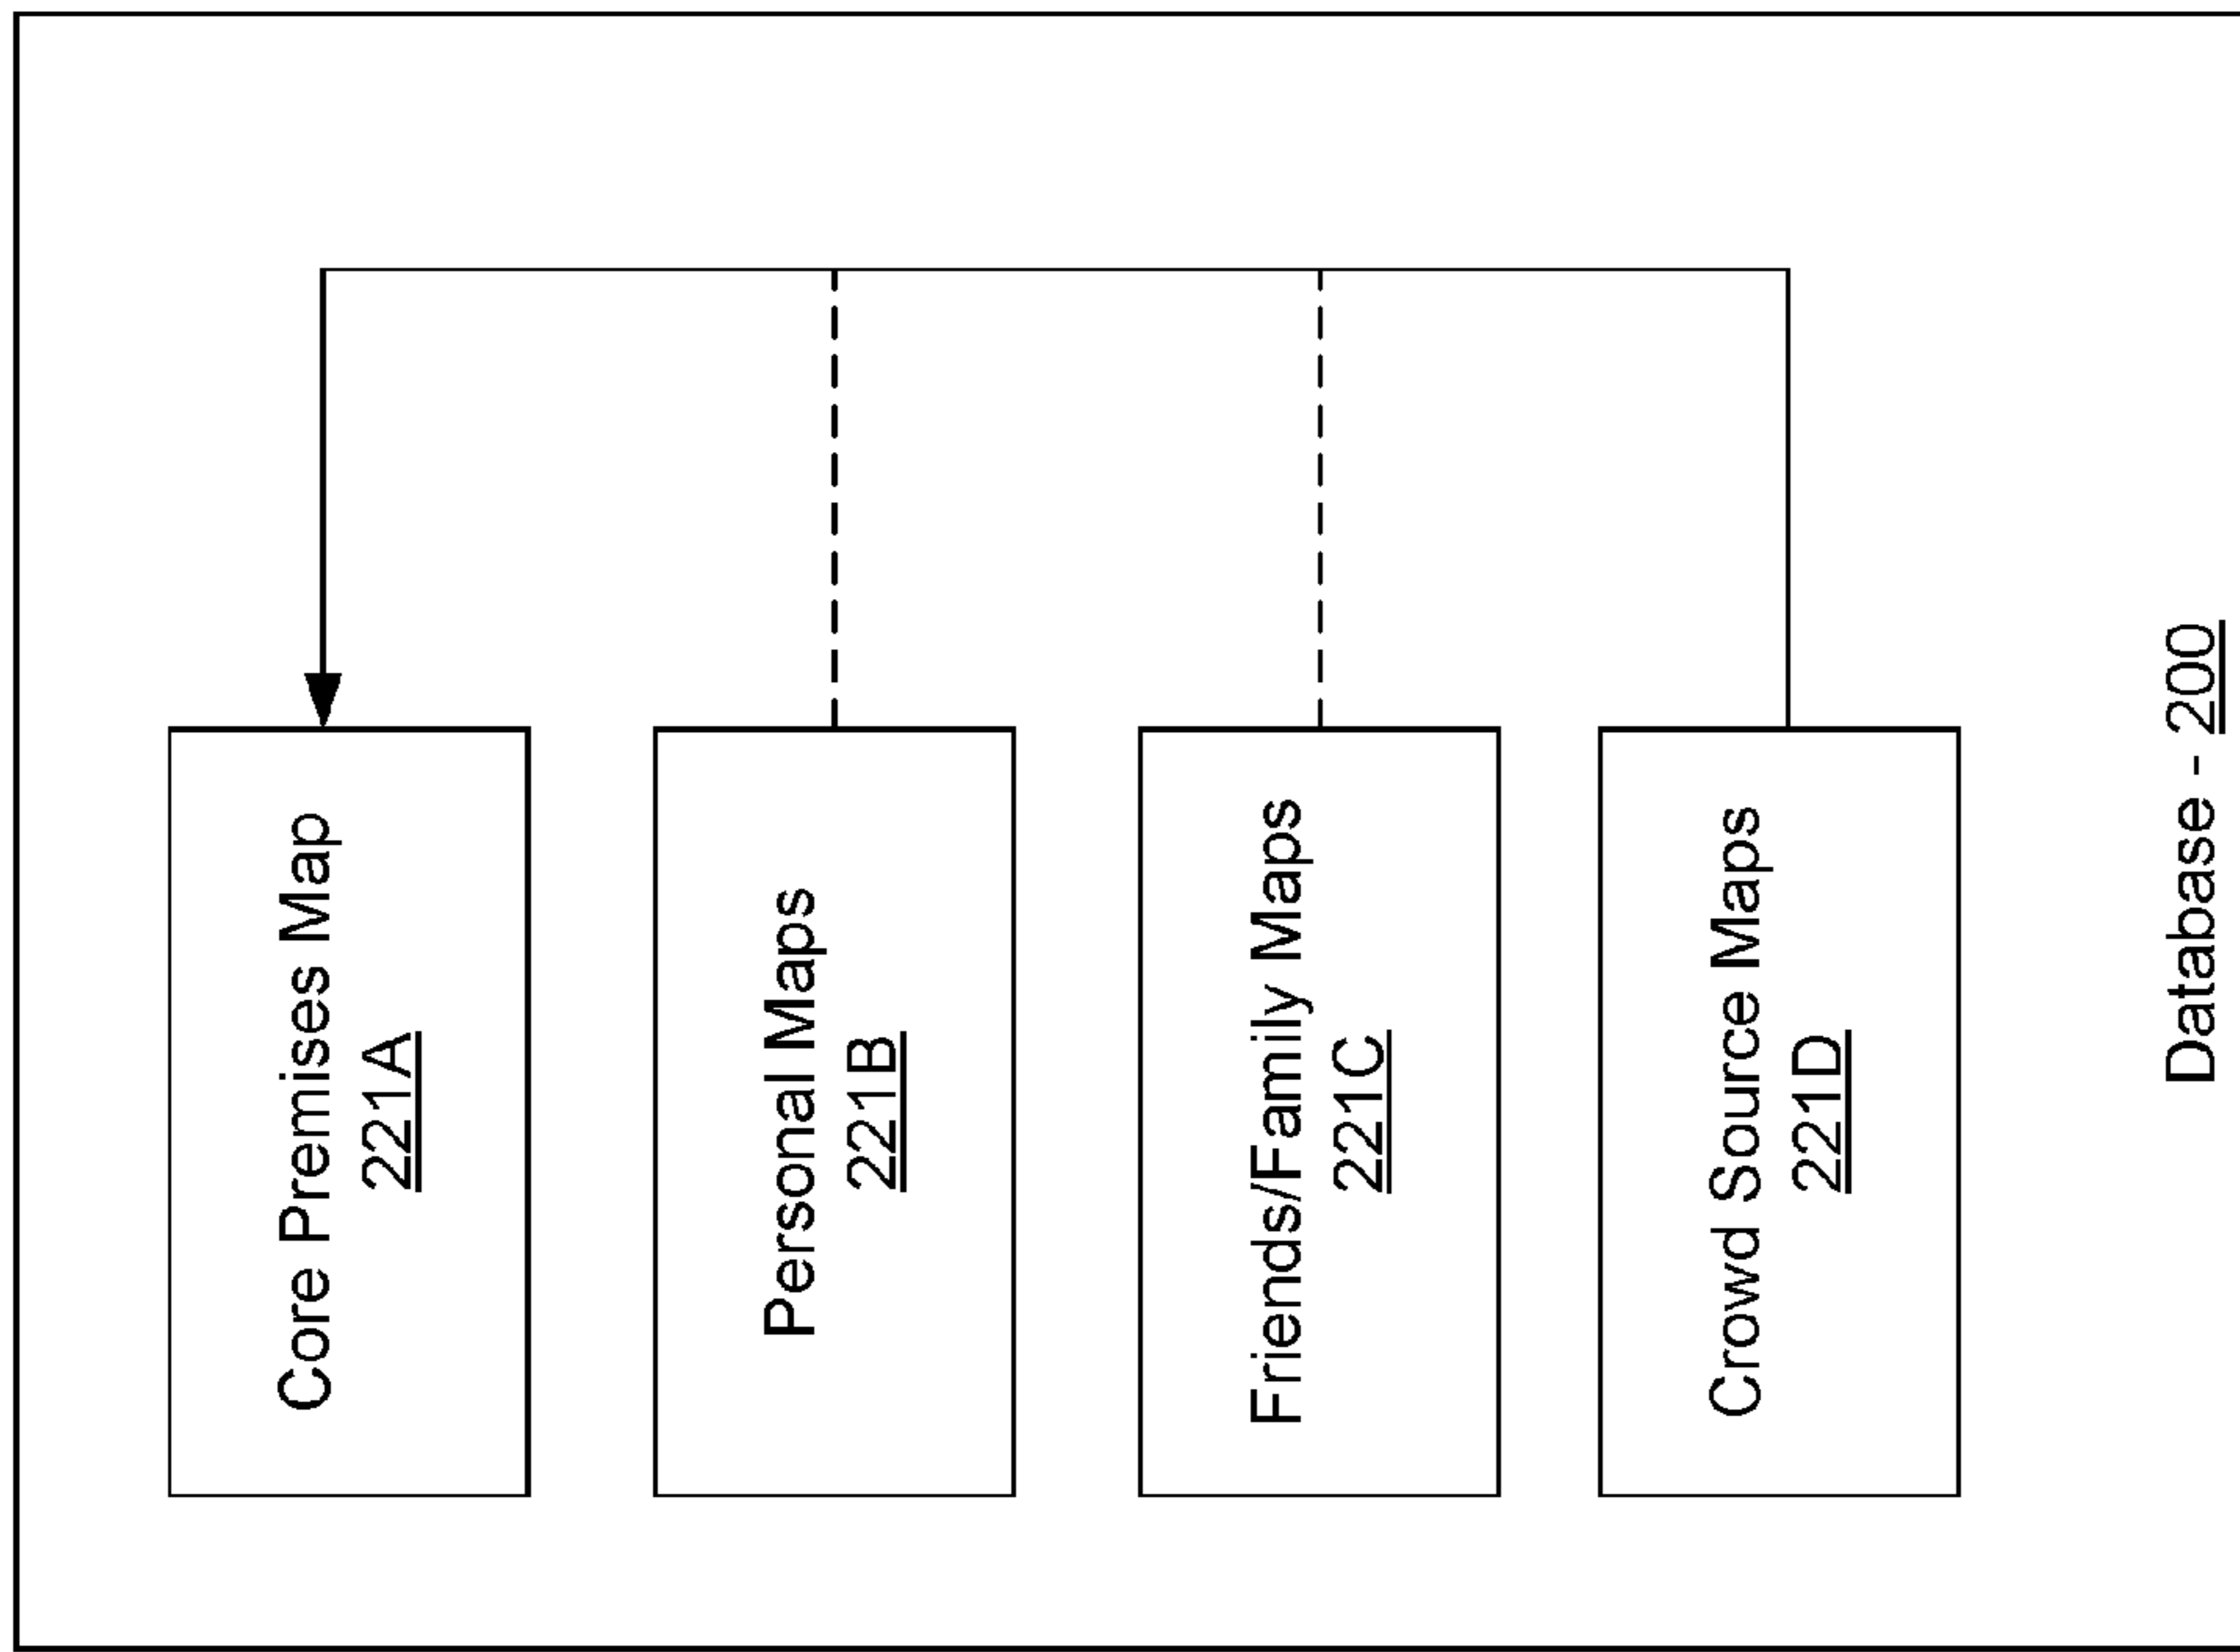 Core Premises Map
221A
Personal Maps
221B
Friends/Family Maps
221C
Crowd Source Maps
221D
Database - 200